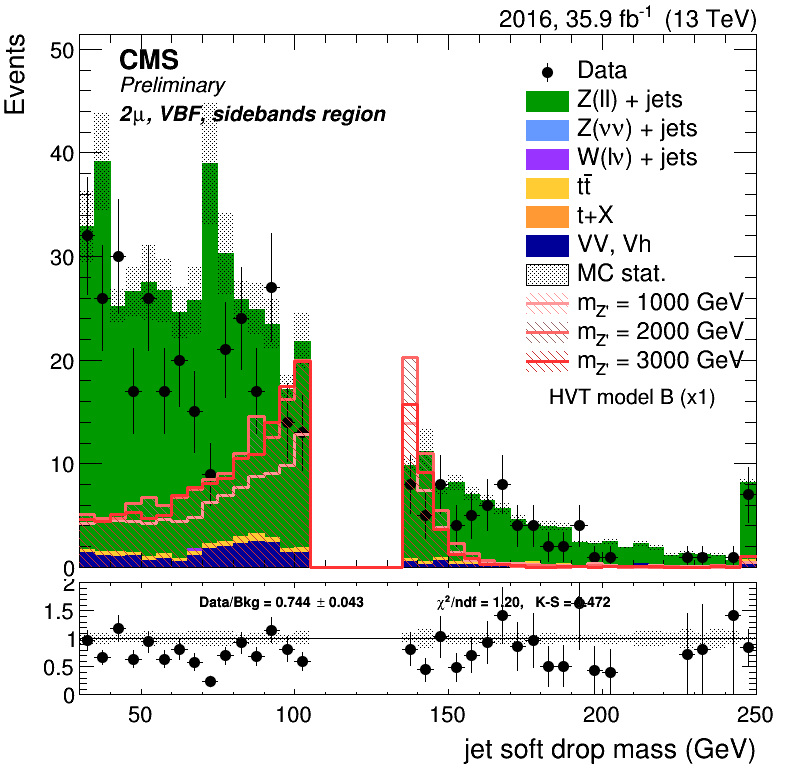 2016, 35.9 fb⁻¹ (13 TeV)
Events
CMS
Preliminary
2μ, VBF, sidebands region
Data
Z(ll) + jets
Z(νν) + jets
W(lν) + jets
tt̄
t+X
VV, Vh
MC stat.
m_Z' = 1000 GeV
m_Z' = 2000 GeV
m_Z' = 3000 GeV
HVT model B (x1)
50
40
30
20
10
0
Data/Bkg = 0.744 ± 0.043
χ²/ndf = 1.20, K-S = 0.472
2
1.5
1
0.5
0
50 100 150 200 250
jet soft drop mass (GeV)